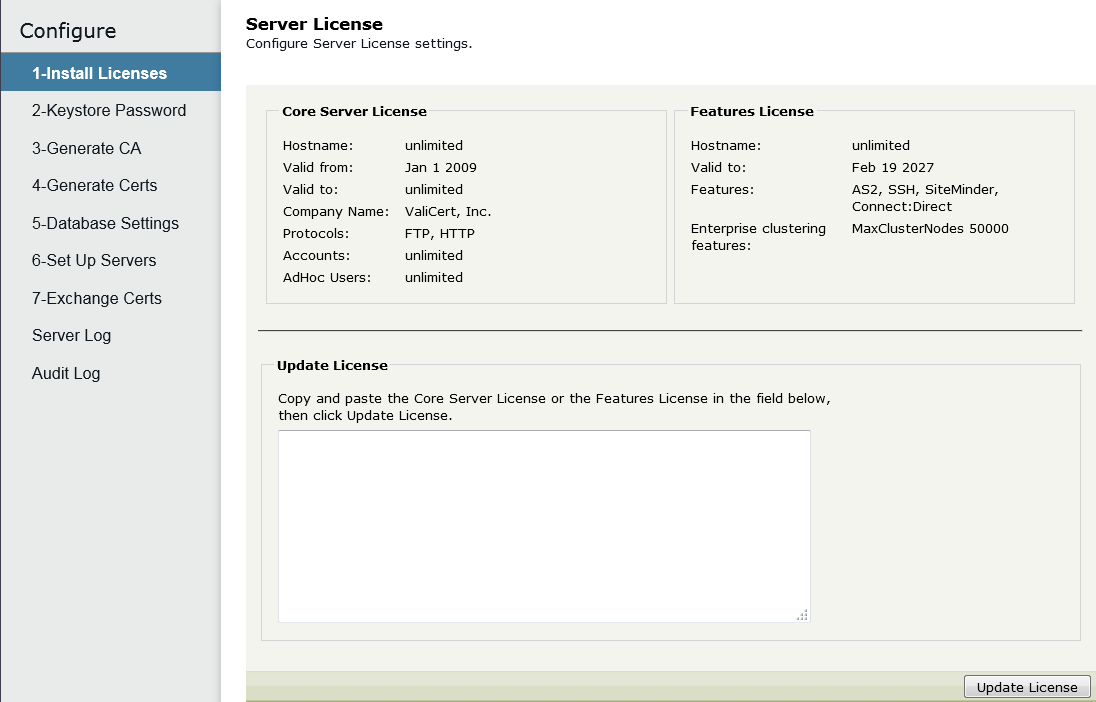 Configure
1-Install Licenses
2-Keystore Password
3-Generate CA
4-Generate Certs
5-Database Settings
6-Set Up Servers
7-Exchange Certs
Server Log
Audit Log
Server License
Configure Server License settings.
Core Server License
Hostname: unlimited
Valid from: Jan 1 2009
Valid to: unlimited
Company Name: ValiCert, Inc.
Protocols: FTP, HTTP
Accounts: unlimited
AdHoc Users: unlimited
Features License
Hostname: unlimited
Valid to: Feb 19 2027
Features: AS2, SSH, SiteMinder,
Connect:Direct
Enterprise clustering MaxClusterNodes 50000
features:
Update License
Copy and paste the Core Server License or the Features License in the field below,
then click Update License.
Update License